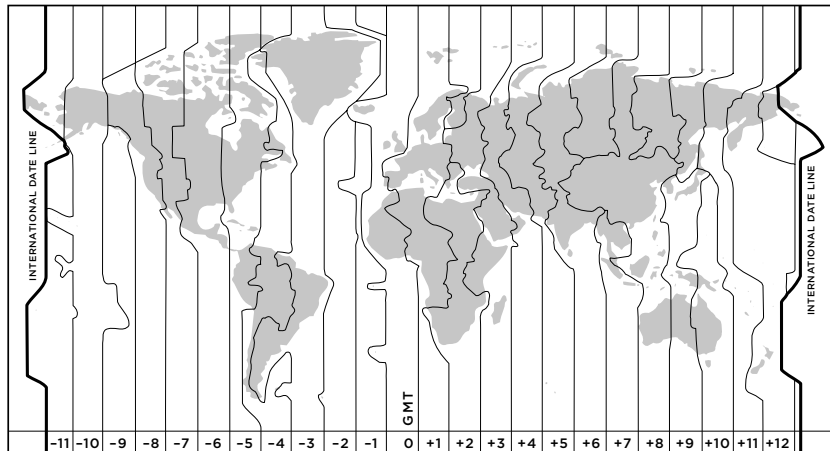 INTERNATIONAL DATE LINE
INTERNATIONAL DATE LINE
GMT
−11 −10 −9 −8 −7 −6 −5 −4 −3 −2 −1 0 +1 +2 +3 +4 +5 +6 +7 +8 +9 +10 +11 +12